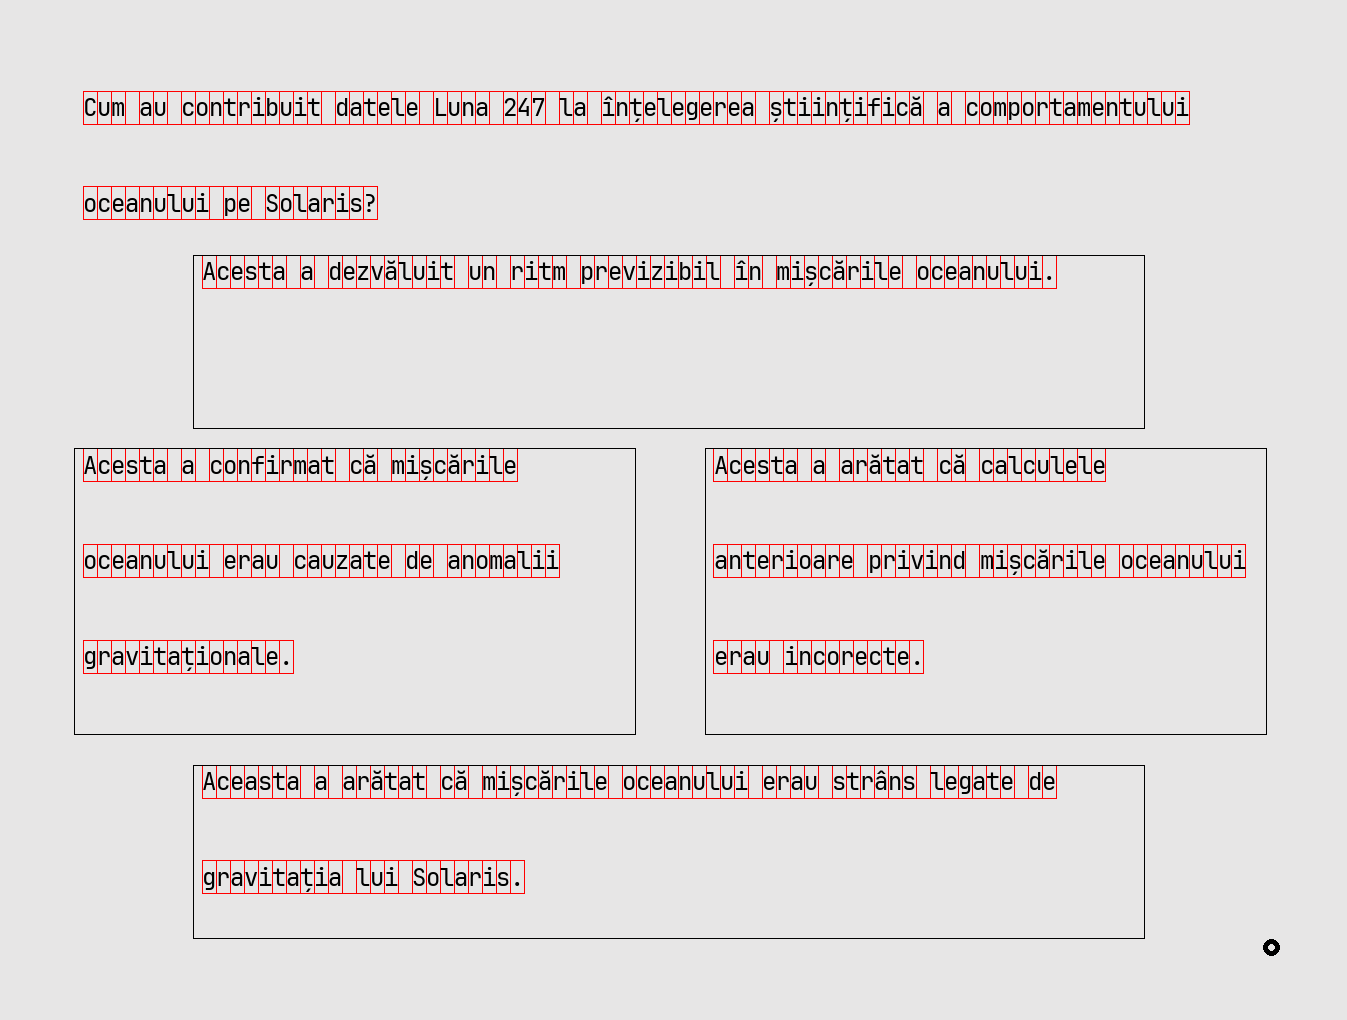 Cum au contribuit datele Luna 247 la înțelegerea științifică a comportamentului
oceanului pe Solaris?
Acesta a dezvăluit un ritm previzibil în mișcările oceanului.
Acesta a confirmat că mișcările
oceanului erau cauzate de anomalii
gravitaționale.
Acesta a arătat că calculele
anterioare privind mișcările oceanului
erau incorecte.
Aceasta a arătat că mișcările oceanului erau strâns legate de
gravitația lui Solaris.